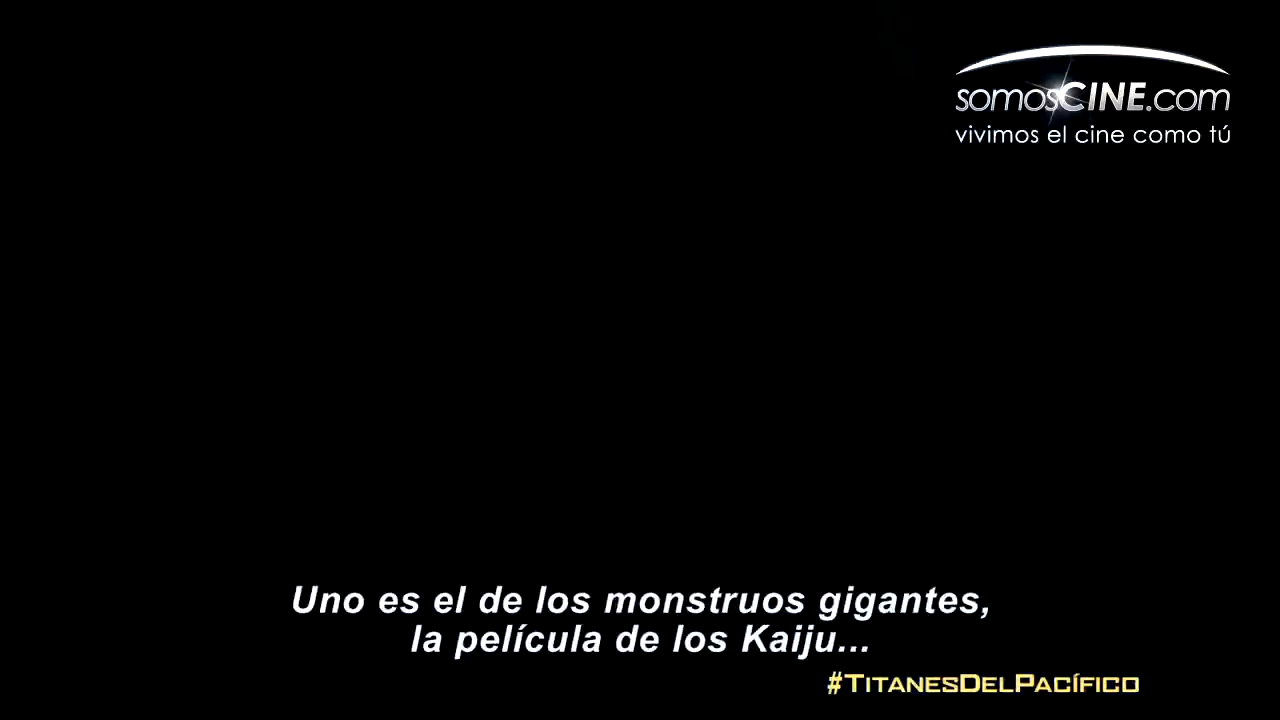 somosCINE.com
vivimos el cine como tú
Uno es el de los monstruos gigantes,
la película de los Kaiju...
#TITANESDELPACÍFICO